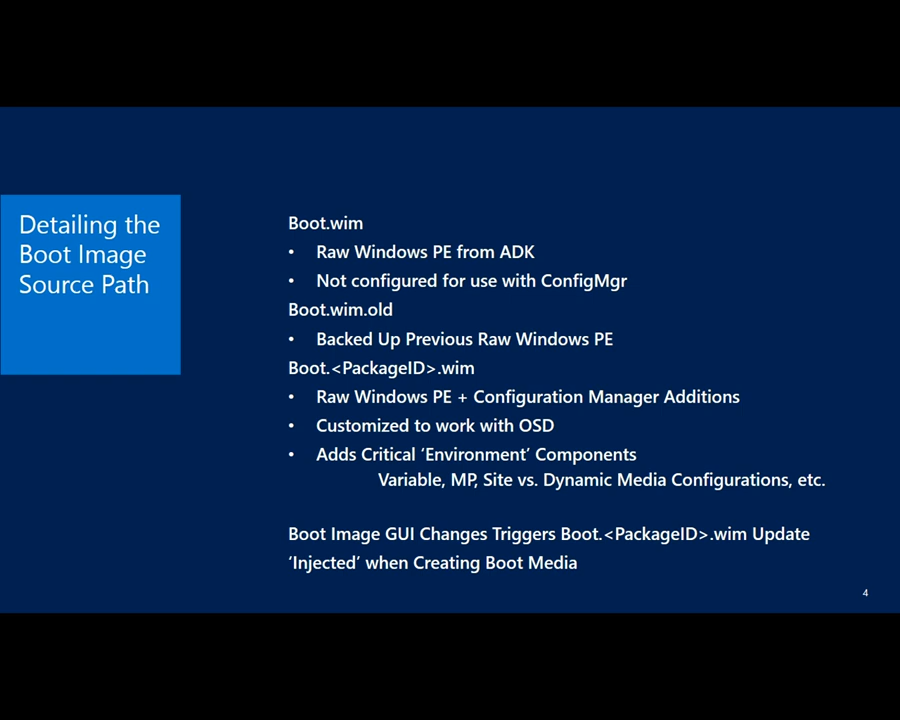 Detailing the
Boot Image
Source Path
Boot.wim
• Raw Windows PE from ADK
• Not configured for use with ConfigMgr
Boot.wim.old
• Backed Up Previous Raw Windows PE
Boot.<PackageID>.wim
• Raw Windows PE + Configuration Manager Additions
• Customized to work with OSD
• Adds Critical ‘Environment’ Components
Variable, MP, Site vs. Dynamic Media Configurations, etc.
Boot Image GUI Changes Triggers Boot.<PackageID>.wim Update
‘Injected’ when Creating Boot Media
4